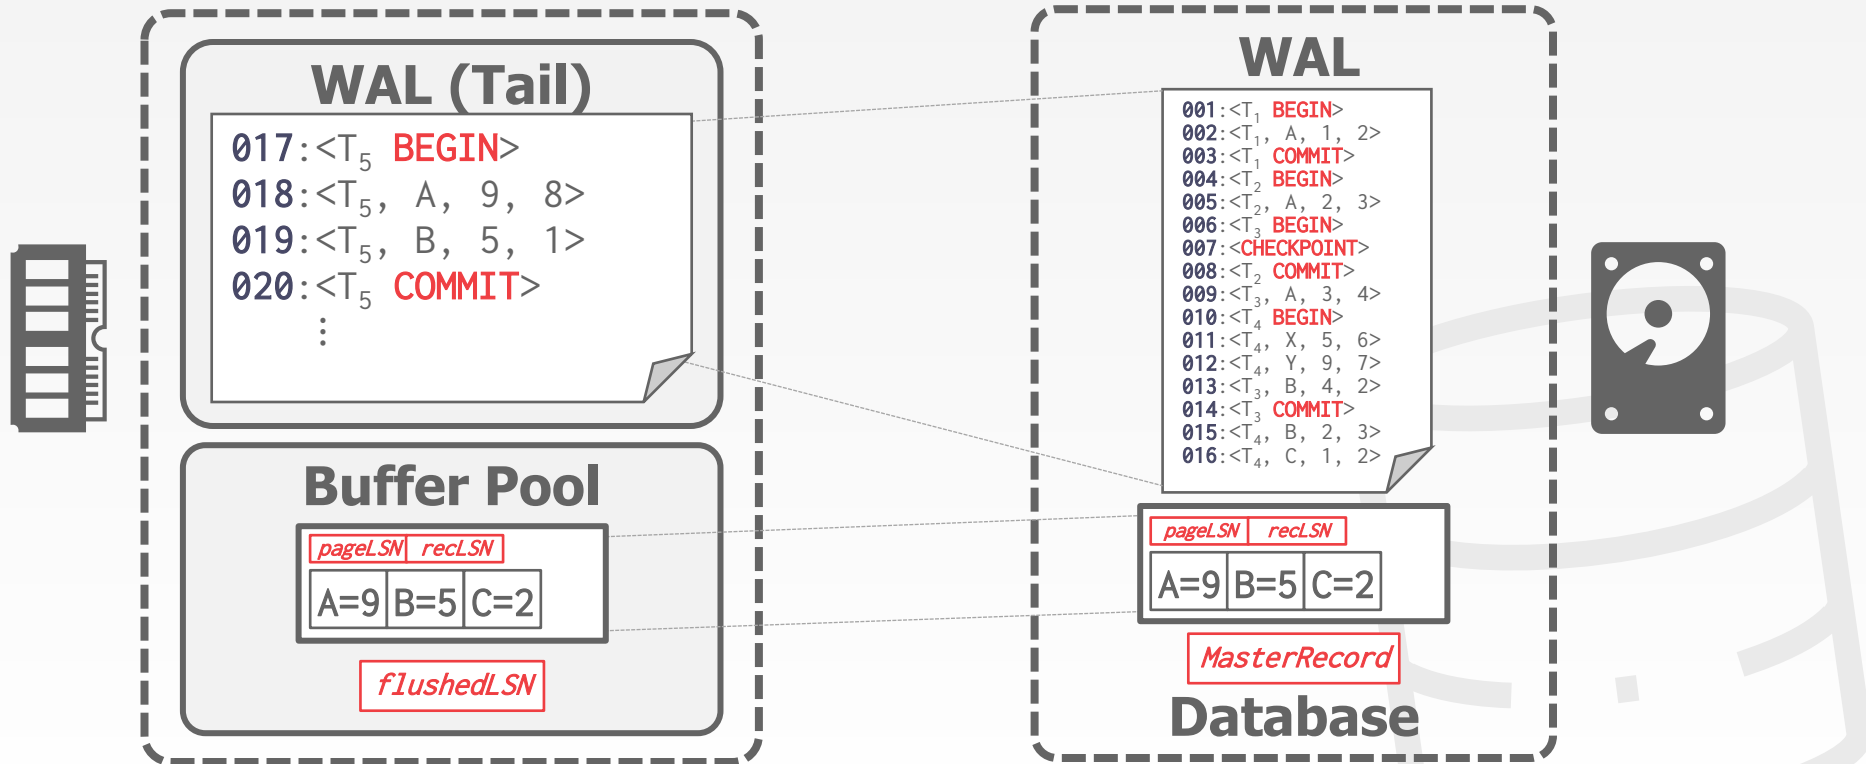 WAL (Tail)
017:<T5 BEGIN>
018:<T5, A, 9, 8>
019:<T5, B, 5, 1>
020:<T5 COMMIT>
⋮
Buffer Pool
pageLSN recLSN
A=9 B=5 C=2
flushedLSN
WAL
001:<T1 BEGIN>
002:<T1, A, 1, 2>
003:<T1 COMMIT>
004:<T2 BEGIN>
005:<T2, A, 2, 3>
006:<T3 BEGIN>
007:<CHECKPOINT>
008:<T2 COMMIT>
009:<T3, A, 3, 4>
010:<T4 BEGIN>
011:<T4, X, 5, 6>
012:<T4, Y, 9, 7>
013:<T3, B, 4, 2>
014:<T3 COMMIT>
015:<T4, B, 2, 3>
016:<T4, C, 1, 2>
pageLSN recLSN
A=9 B=5 C=2
MasterRecord
Database